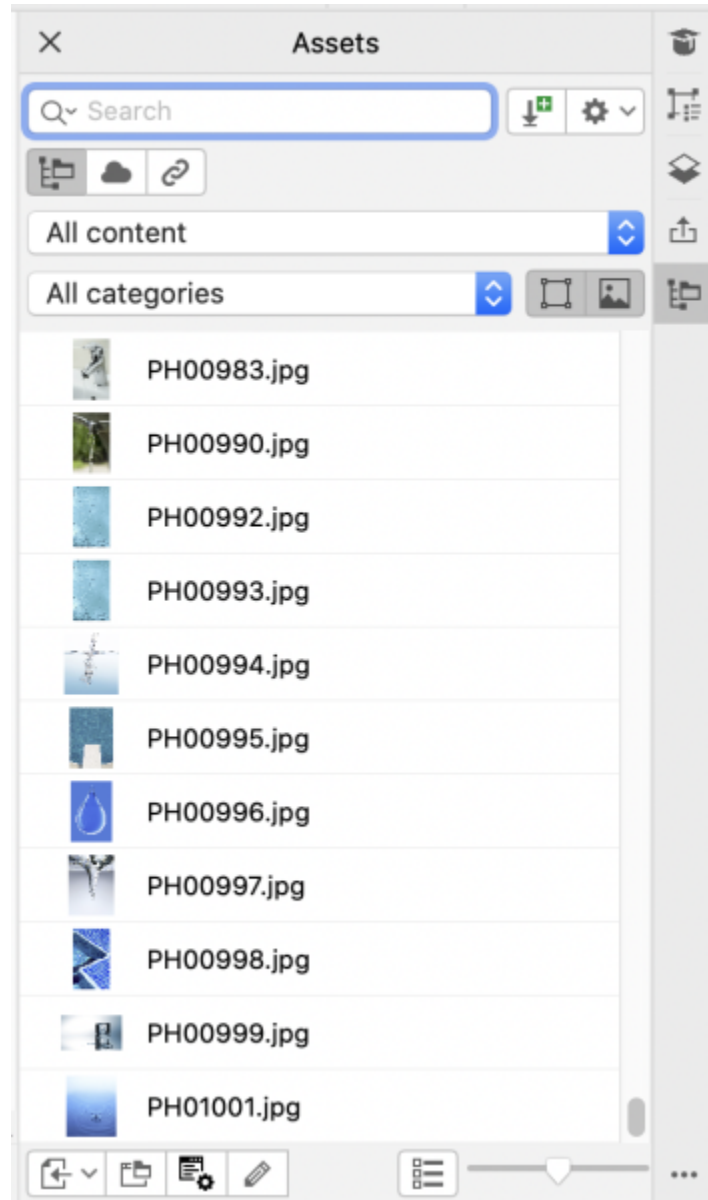 Assets
Search
All content
All categories
PH00983.jpg
PH00990.jpg
PH00992.jpg
PH00993.jpg
PH00994.jpg
PH00995.jpg
PH00996.jpg
PH00997.jpg
PH00998.jpg
PH00999.jpg
PH01001.jpg